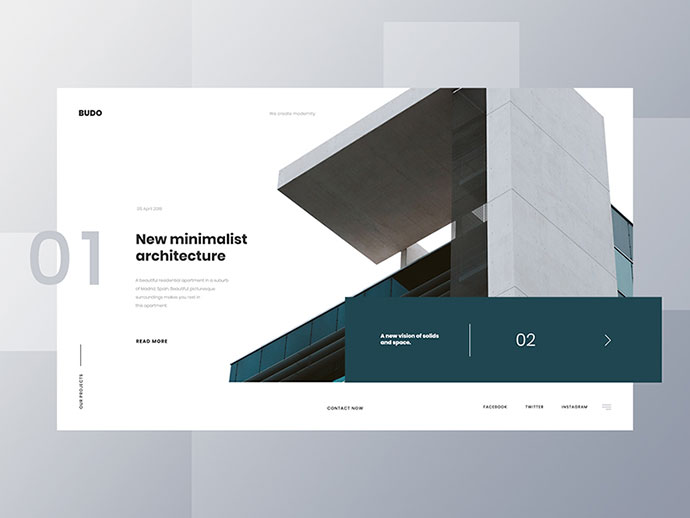 BUDO
We create modernity
20 April 2018
01
New minimalist
architecture
A beautiful residential apartment in a suburb
of Madrid, Spain. Beautiful, picturesque
surroundings makes you rest in
this apartment.
READ MORE
OUR PROJECTS
A new vision of solids
and space.
02
CONTACT NOW
FACEBOOK
TWITTER
INSTAGRAM